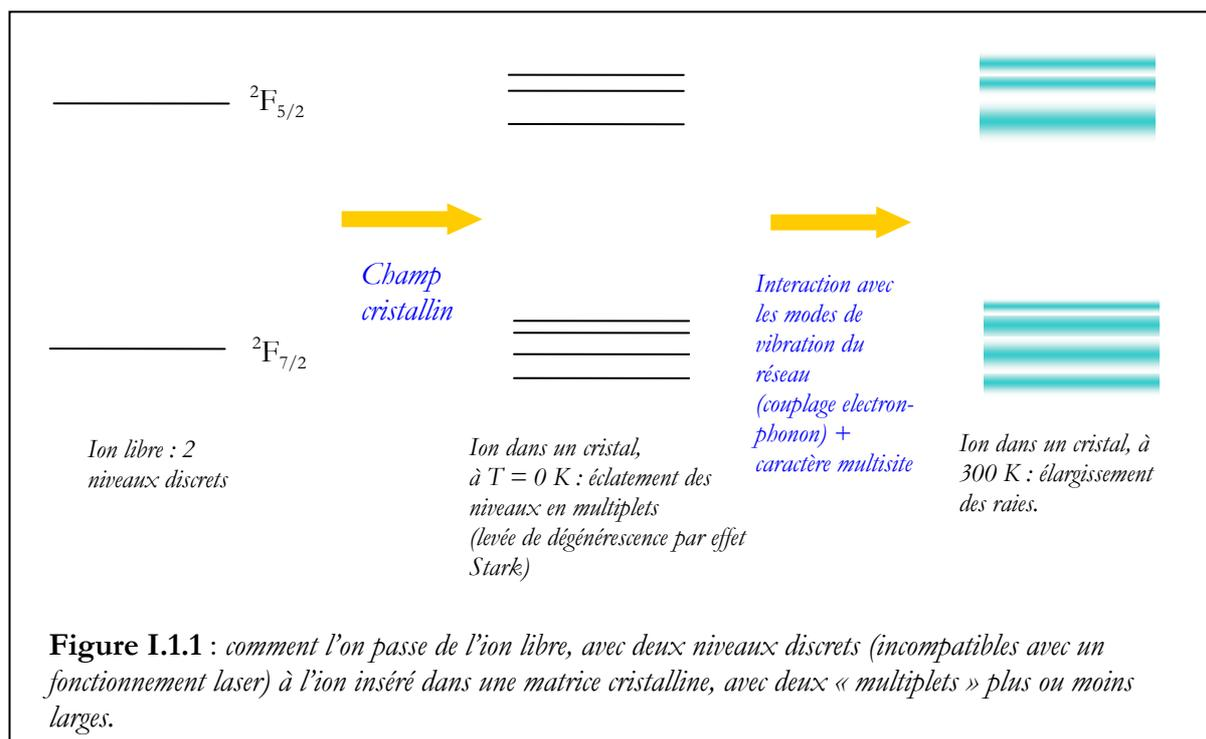 ²F₅/₂
Champ
cristallin
²F₇/₂
Interaction avec
les modes de
vibration du
réseau
(couplage electron-
phonon) +
caractère multisite
Ion libre : 2
niveaux discrets
Ion dans un cristal,
à T = 0 K : éclatement des
niveaux en multiplets
(levée de dégénérescence par effet
Stark)
Ion dans un cristal, à
300 K : élargissement
des raies.
Figure I.1.1 : comment l'on passe de l'ion libre, avec deux niveaux discrets (incompatibles avec un
fonctionnement laser) à l'ion inséré dans une matrice cristalline, avec deux « multiplets » plus ou moins
larges.